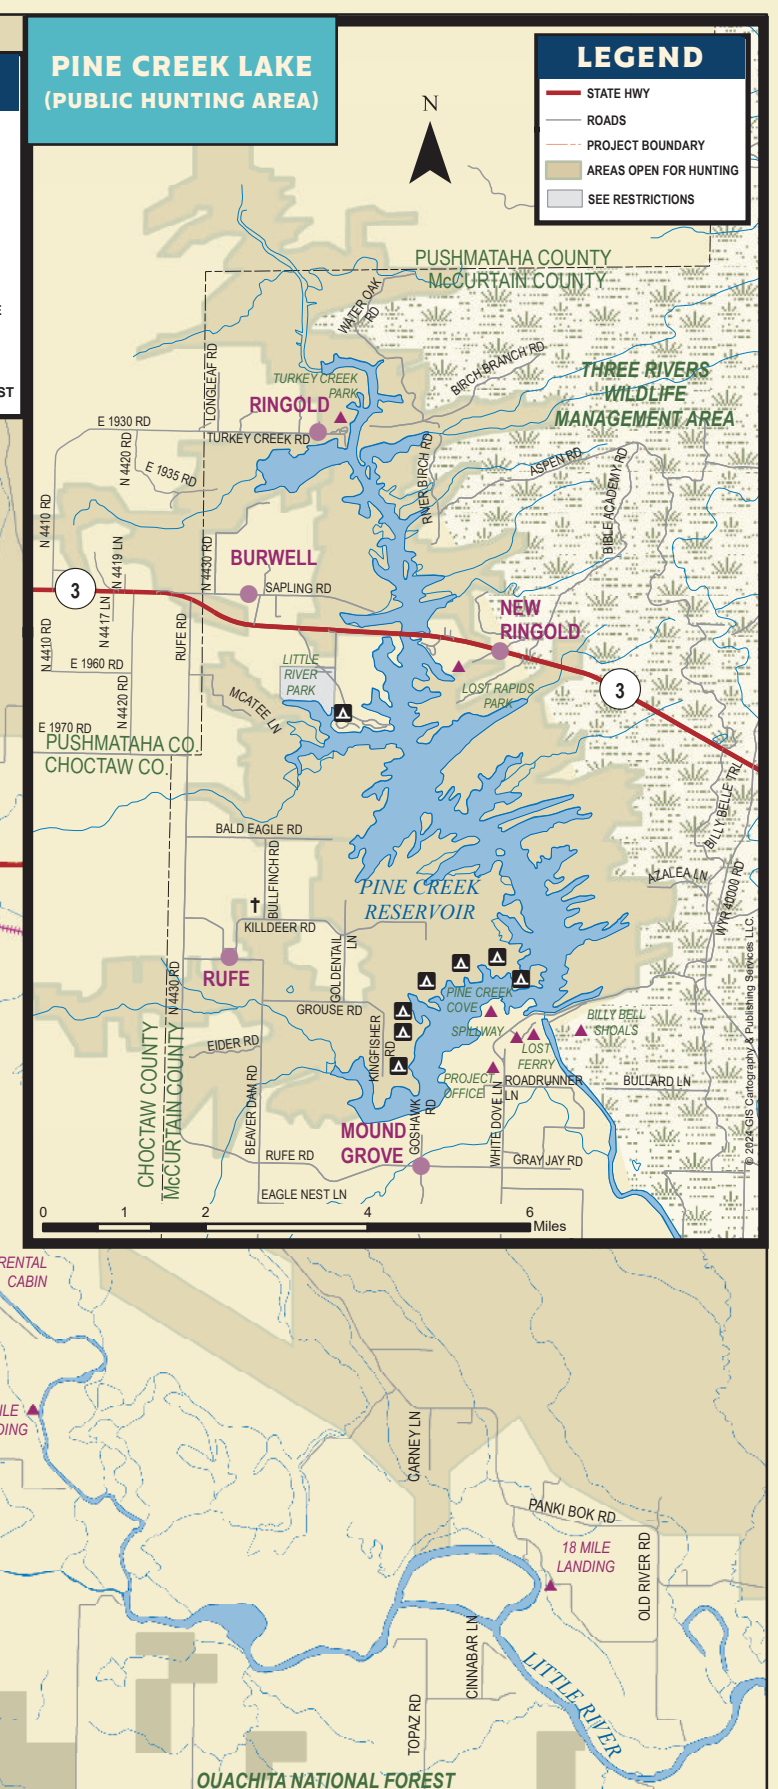 PINE CREEK LAKE
(PUBLIC HUNTING AREA)
LEGEND
STATE HWY
ROADS
PROJECT BOUNDARY
AREAS OPEN FOR HUNTING
SEE RESTRICTIONS
N
E
ST
PUSHMATAHA COUNTY
McCURTAIN COUNTY
WATER OAK
RD
BIRCH BRANCH RD
THREE RIVERS
WILDLIFE
MANAGEMENT AREA
LONGLEAF RD
TURKEY CREEK
PARK
RINGOLD
E 1930 RD
TURKEY CREEK RD
N 4420 RD
E 1935 RD
RIVER BIRCH RD
ASPEN RD
BIBLE ACADEMY RD
N 4410 RD
N 4419 LN
N 4430 RD
BURWELL
SAPLING RD
3
N 4417 LN
NEW
RINGOLD
N 4410 RD
RUFE RD
E 1960 RD
LITTLE
RIVER
PARK
LOST RAPIDS
PARK
3
N 4420 RD
MCATEE LN
E 1970 RD
PUSHMATAHA CO.
CHOCTAW CO.
BILLY BELLE TRL
BALD EAGLE RD
BULLFINCH RD
AZALEA LN
WYR 40000 RD
PINE CREEK
RESERVOIR
KILLDEER RD
GOLDENTAIL
LN
RUFE
N 4430 RD
GROUSE RD
PINE CREEK
COVE
SPILLWAY
BILLY BELL
SHOALS
KINGFISHER
RD
EIDER RD
LOST
FERRY
PROJECT
OFFICE
ROADRUNNER
LN
BULLARD LN
CHOCTAW COUNTY
McCURTAIN COUNTY
BEAVER DAM RD
GOSHAWK
RD
WHITE DOVE LN
MOUND
GROVE
RUFE RD
GRAY JAY RD
EAGLE NEST LN
© 2024 GIS Cartography & Publishing Services LLC.
0 1 2 4 6
Miles
RENTAL
CABIN
ILE
DING
CARNEY LN
PANKI BOK RD
18 MILE
LANDING
OLD RIVER RD
CINNABAR LN
LITTLE RIVER
TOPAZ RD
OUACHITA NATIONAL FOREST